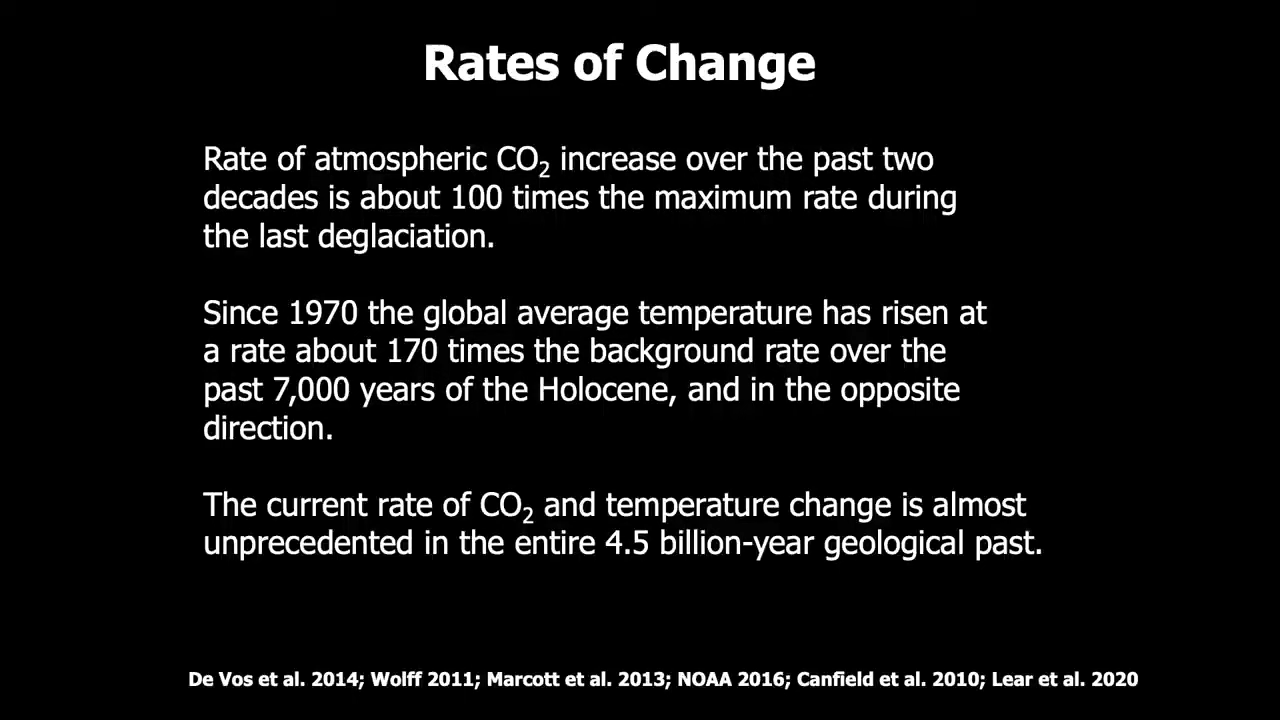 Rates of Change
Rate of atmospheric CO₂ increase over the past two
decades is about 100 times the maximum rate during
the last deglaciation.
Since 1970 the global average temperature has risen at
a rate about 170 times the background rate over the
past 7,000 years of the Holocene, and in the opposite
direction.
The current rate of CO₂ and temperature change is almost
unprecedented in the entire 4.5 billion-year geological past.
De Vos et al. 2014; Wolff 2011; Marcott et al. 2013; NOAA 2016; Canfield et al. 2010; Lear et al. 2020